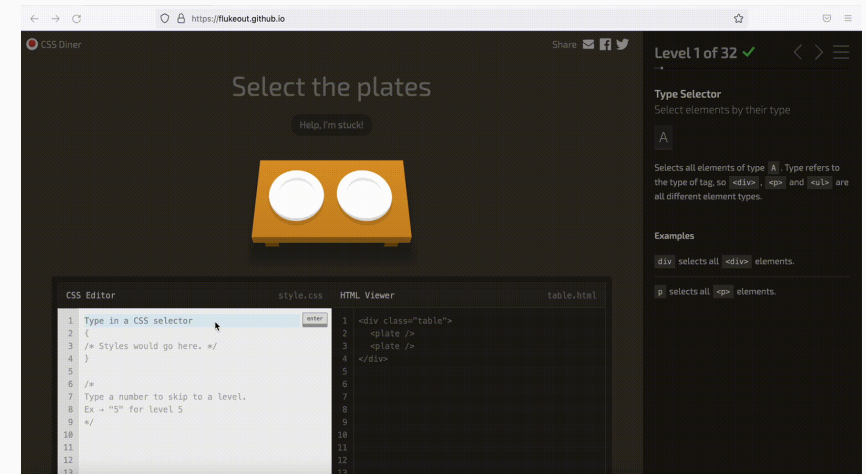 https://flukeout.github.io
CSS Diner
Share
Select the plates
Help, I'm stuck!
CSS Editor style.css
1 Type in a CSS selector enter
2 {
3 /* Styles would go here. */
4 }
5
6 /*
7 Type a number to skip to a level.
8 Ex → "5" for level 5
9 */
10
11
12
13
HTML Viewer table.html
1 <div class="table">
2 <plate />
3 <plate />
4 </div>
5
6
7
8
9
10
11
12
13
Level 1 of 32
Type Selector
Select elements by their type
A
Selects all elements of type A . Type refers to
the type of tag, so <div> , <p> and <ul> are
all different element types.
Examples
div selects all <div> elements.
p selects all <p> elements.